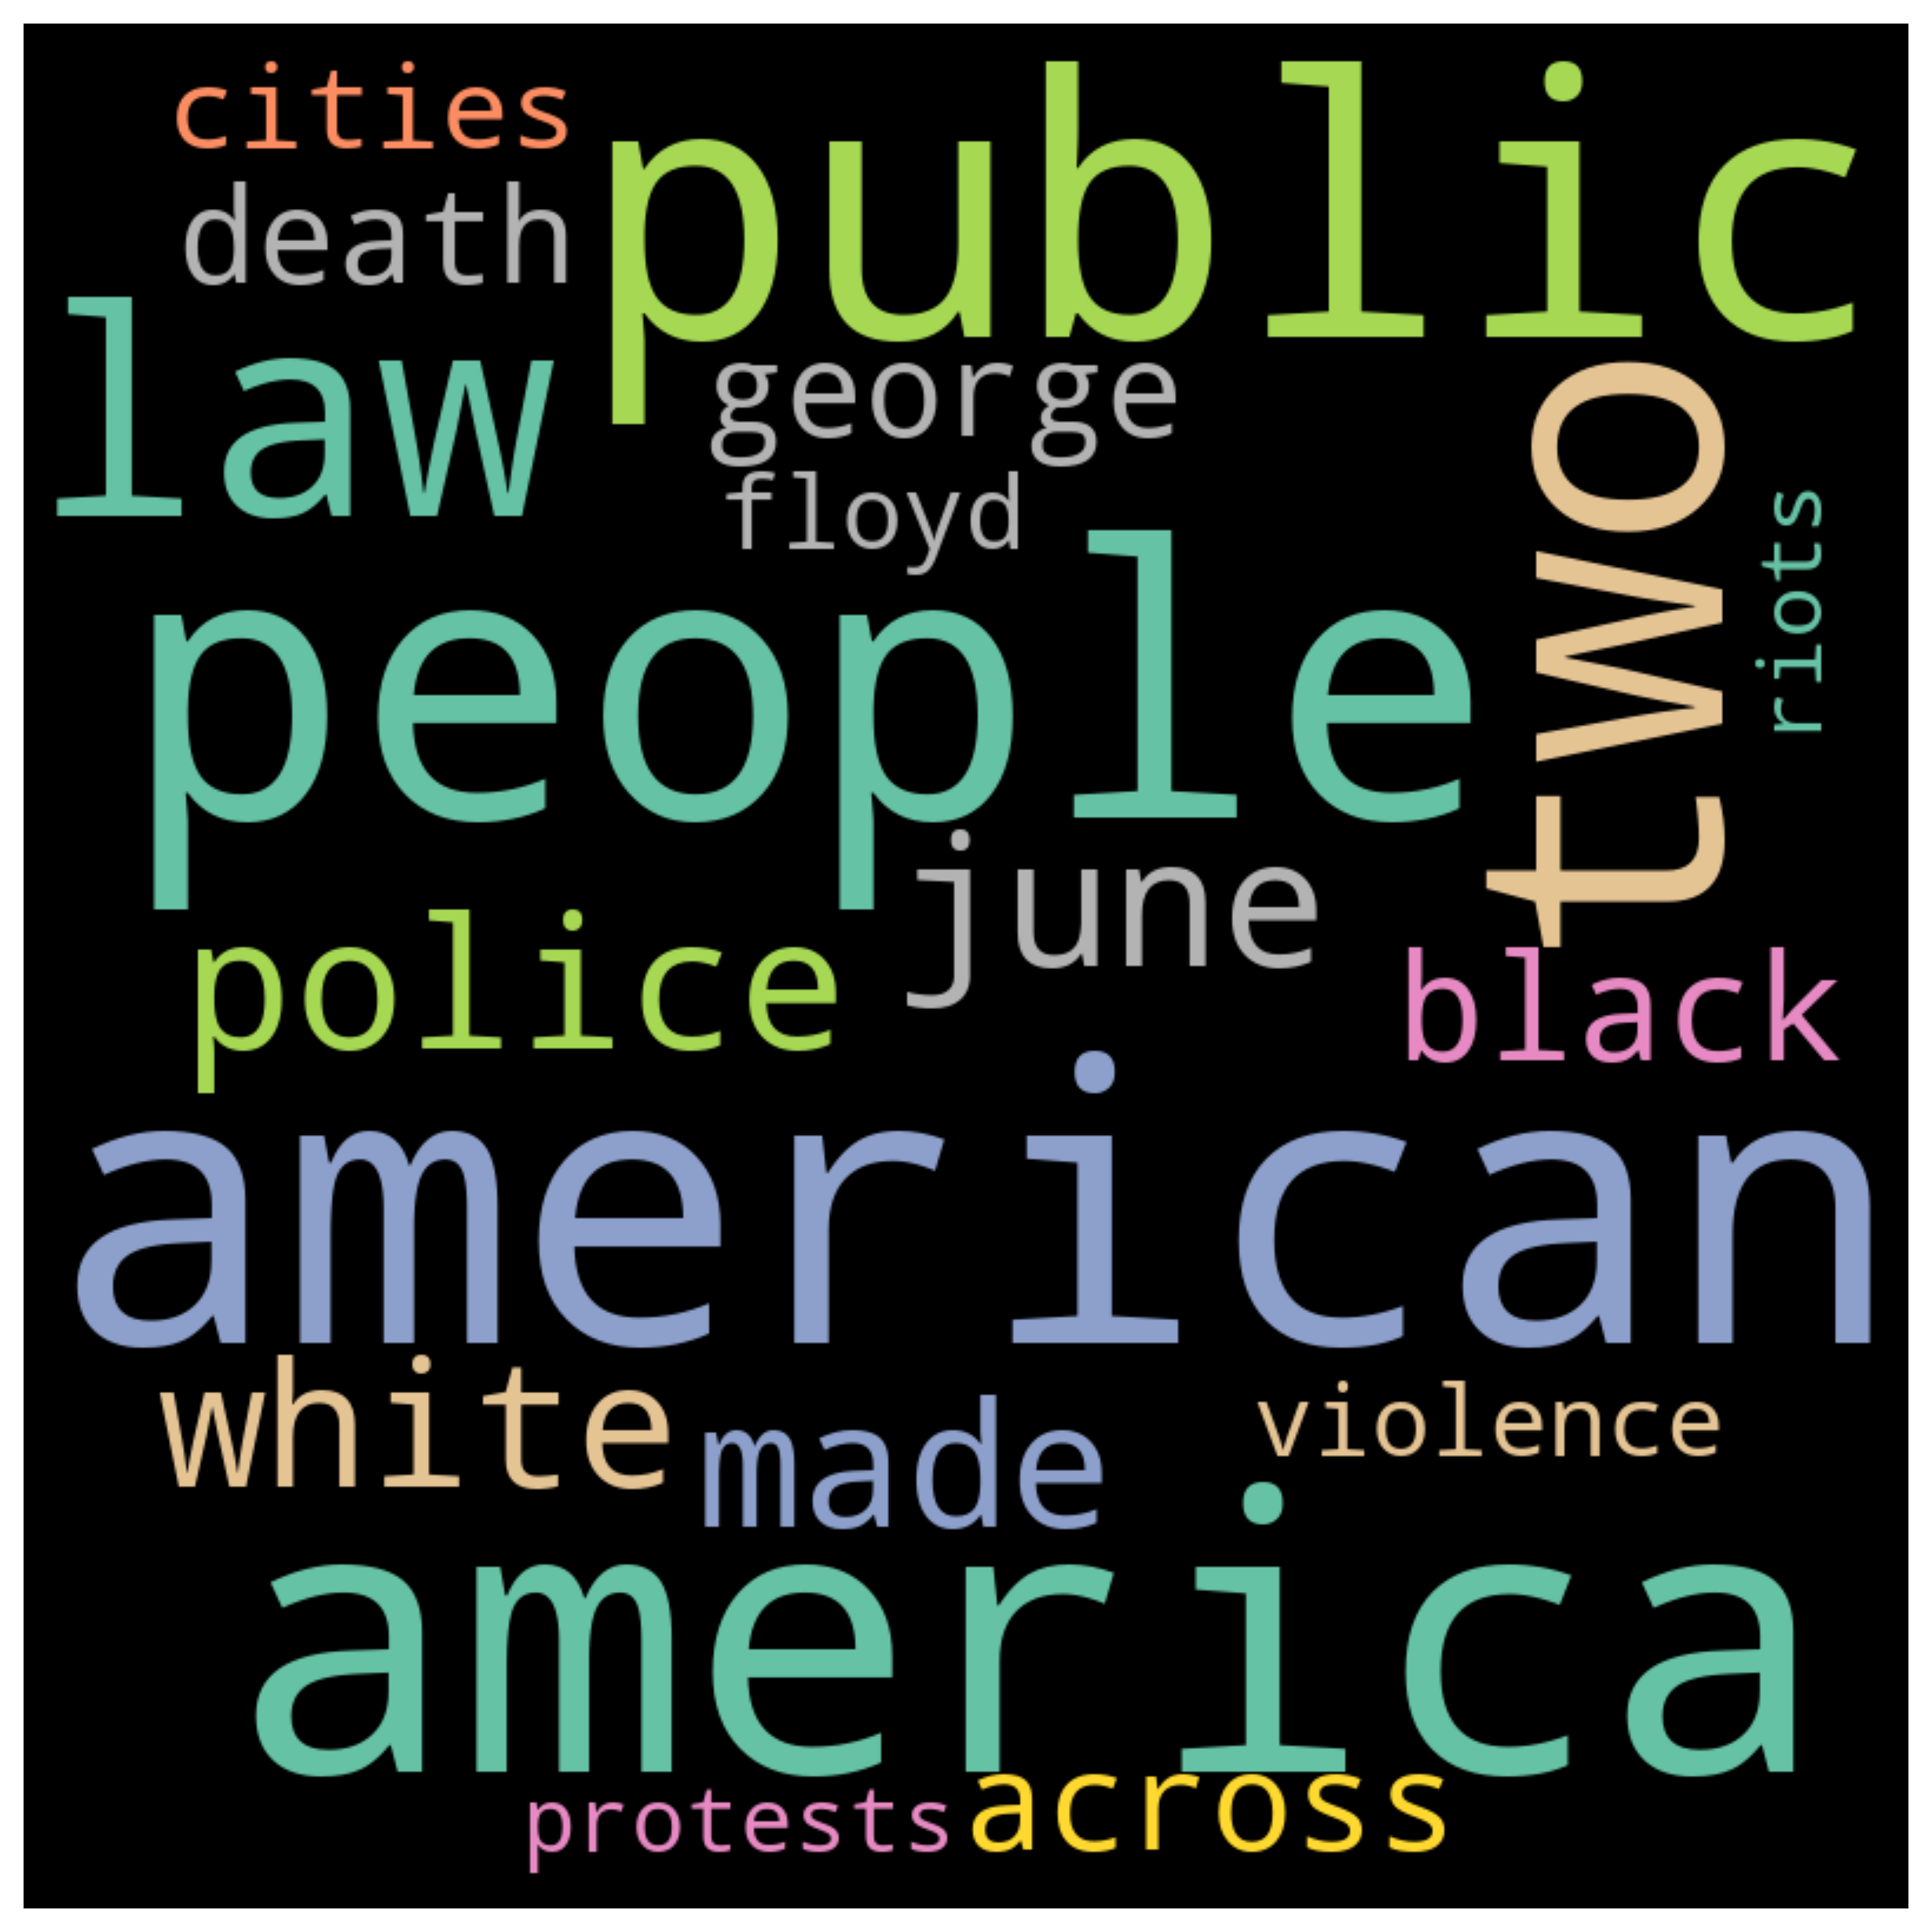 cities
public
death
law
george
two
floyd
riots
people
june
police
black
american
white
made
violence
america
protests
across